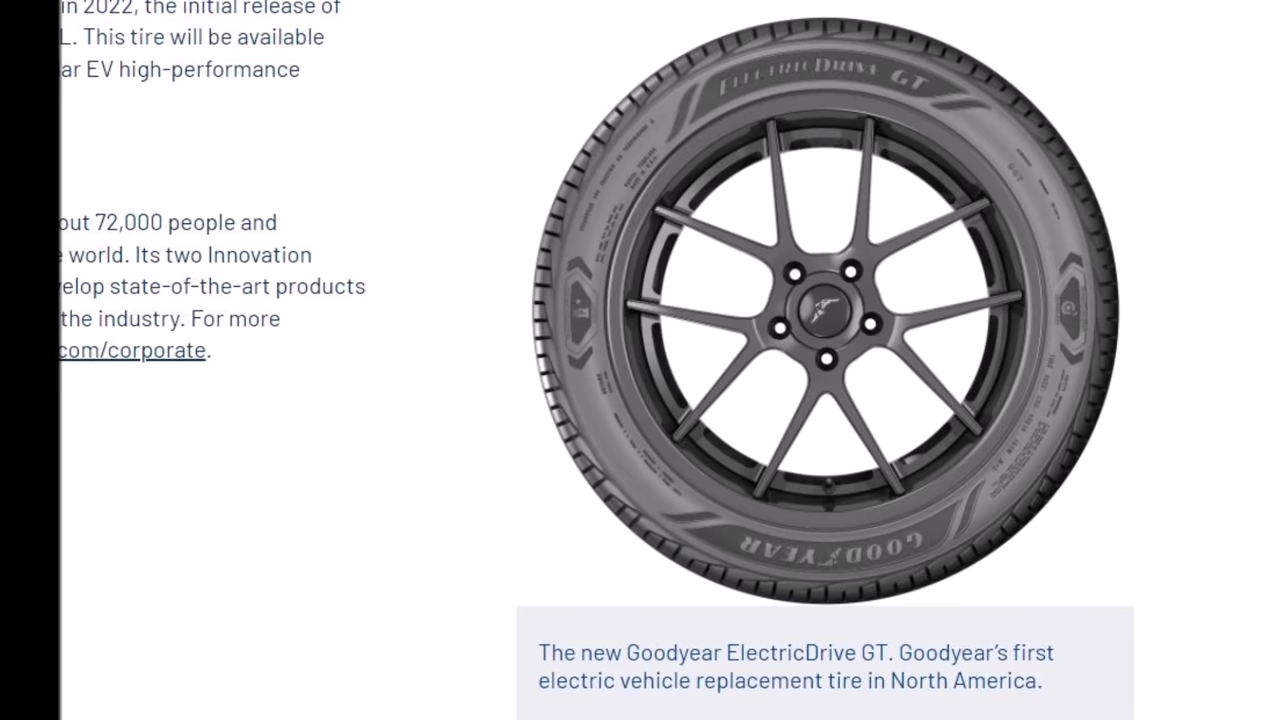 in 2022, the initial release of
L. This tire will be available
ar EV high-performance
out 72,000 people and
world. Its two Innovation
velop state-of-the-art products
the industry. For more
com/corporate.
ELECTRICDRIVE GT
GOODYEAR
The new Goodyear ElectricDrive GT. Goodyear's first
electric vehicle replacement tire in North America.